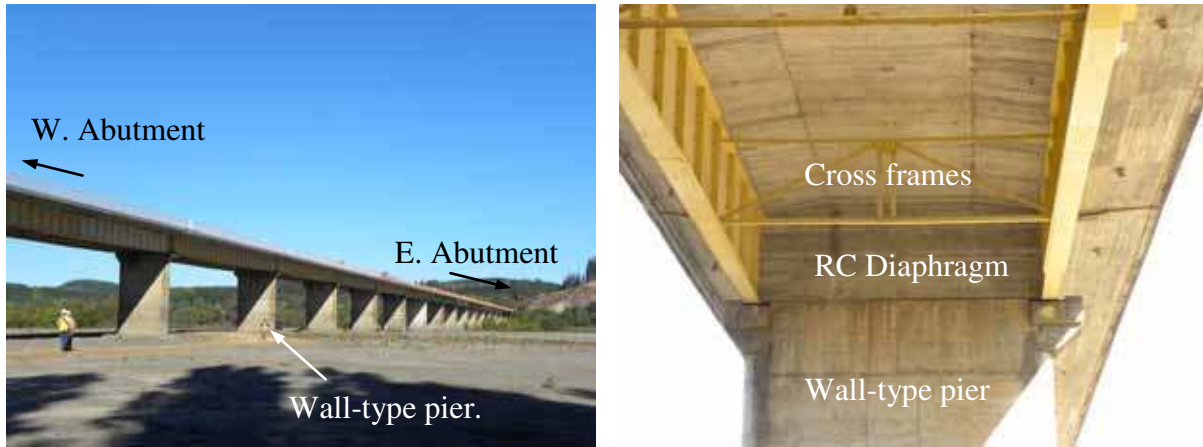 W. Abutment
E. Abutment
Wall-type pier.
Cross frames
RC Diaphragm
Wall-type pier